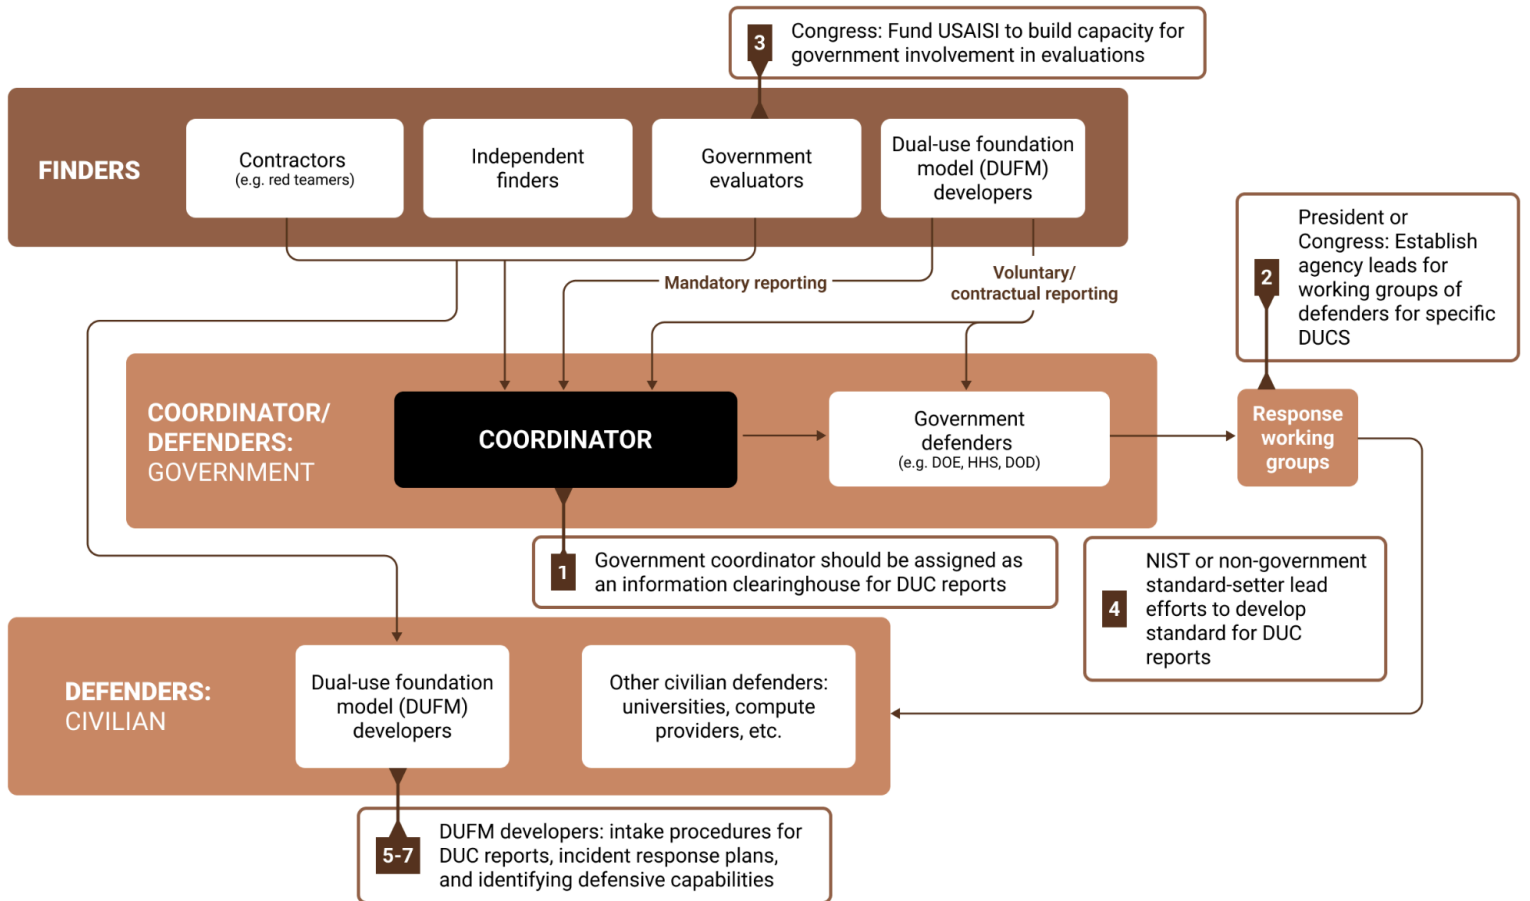 3
Congress: Fund USAISI to build capacity for
government involvement in evaluations
FINDERS
Contractors
(e.g. red teamers)
Independent
finders
Government
evaluators
Dual-use foundation
model (DUFM)
developers
Mandatory reporting
Voluntary/
contractual reporting
2
President or
Congress: Establish
agency leads for
working groups of
defenders for specific
DUCS
COORDINATOR/
DEFENDERS:
GOVERNMENT
COORDINATOR
Government
defenders
(e.g. DOE, HHS, DOD)
Response
working
groups
1
Government coordinator should be assigned as
an information clearinghouse for DUC reports
4
NIST or non-government
standard-setter lead
efforts to develop
standard for DUC
reports
DEFENDERS:
CIVILIAN
Dual-use foundation
model (DUFM)
developers
Other civilian defenders:
universities, compute
providers, etc.
5-7
DUFM developers: intake procedures for
DUC reports, incident response plans,
and identifying defensive capabilities